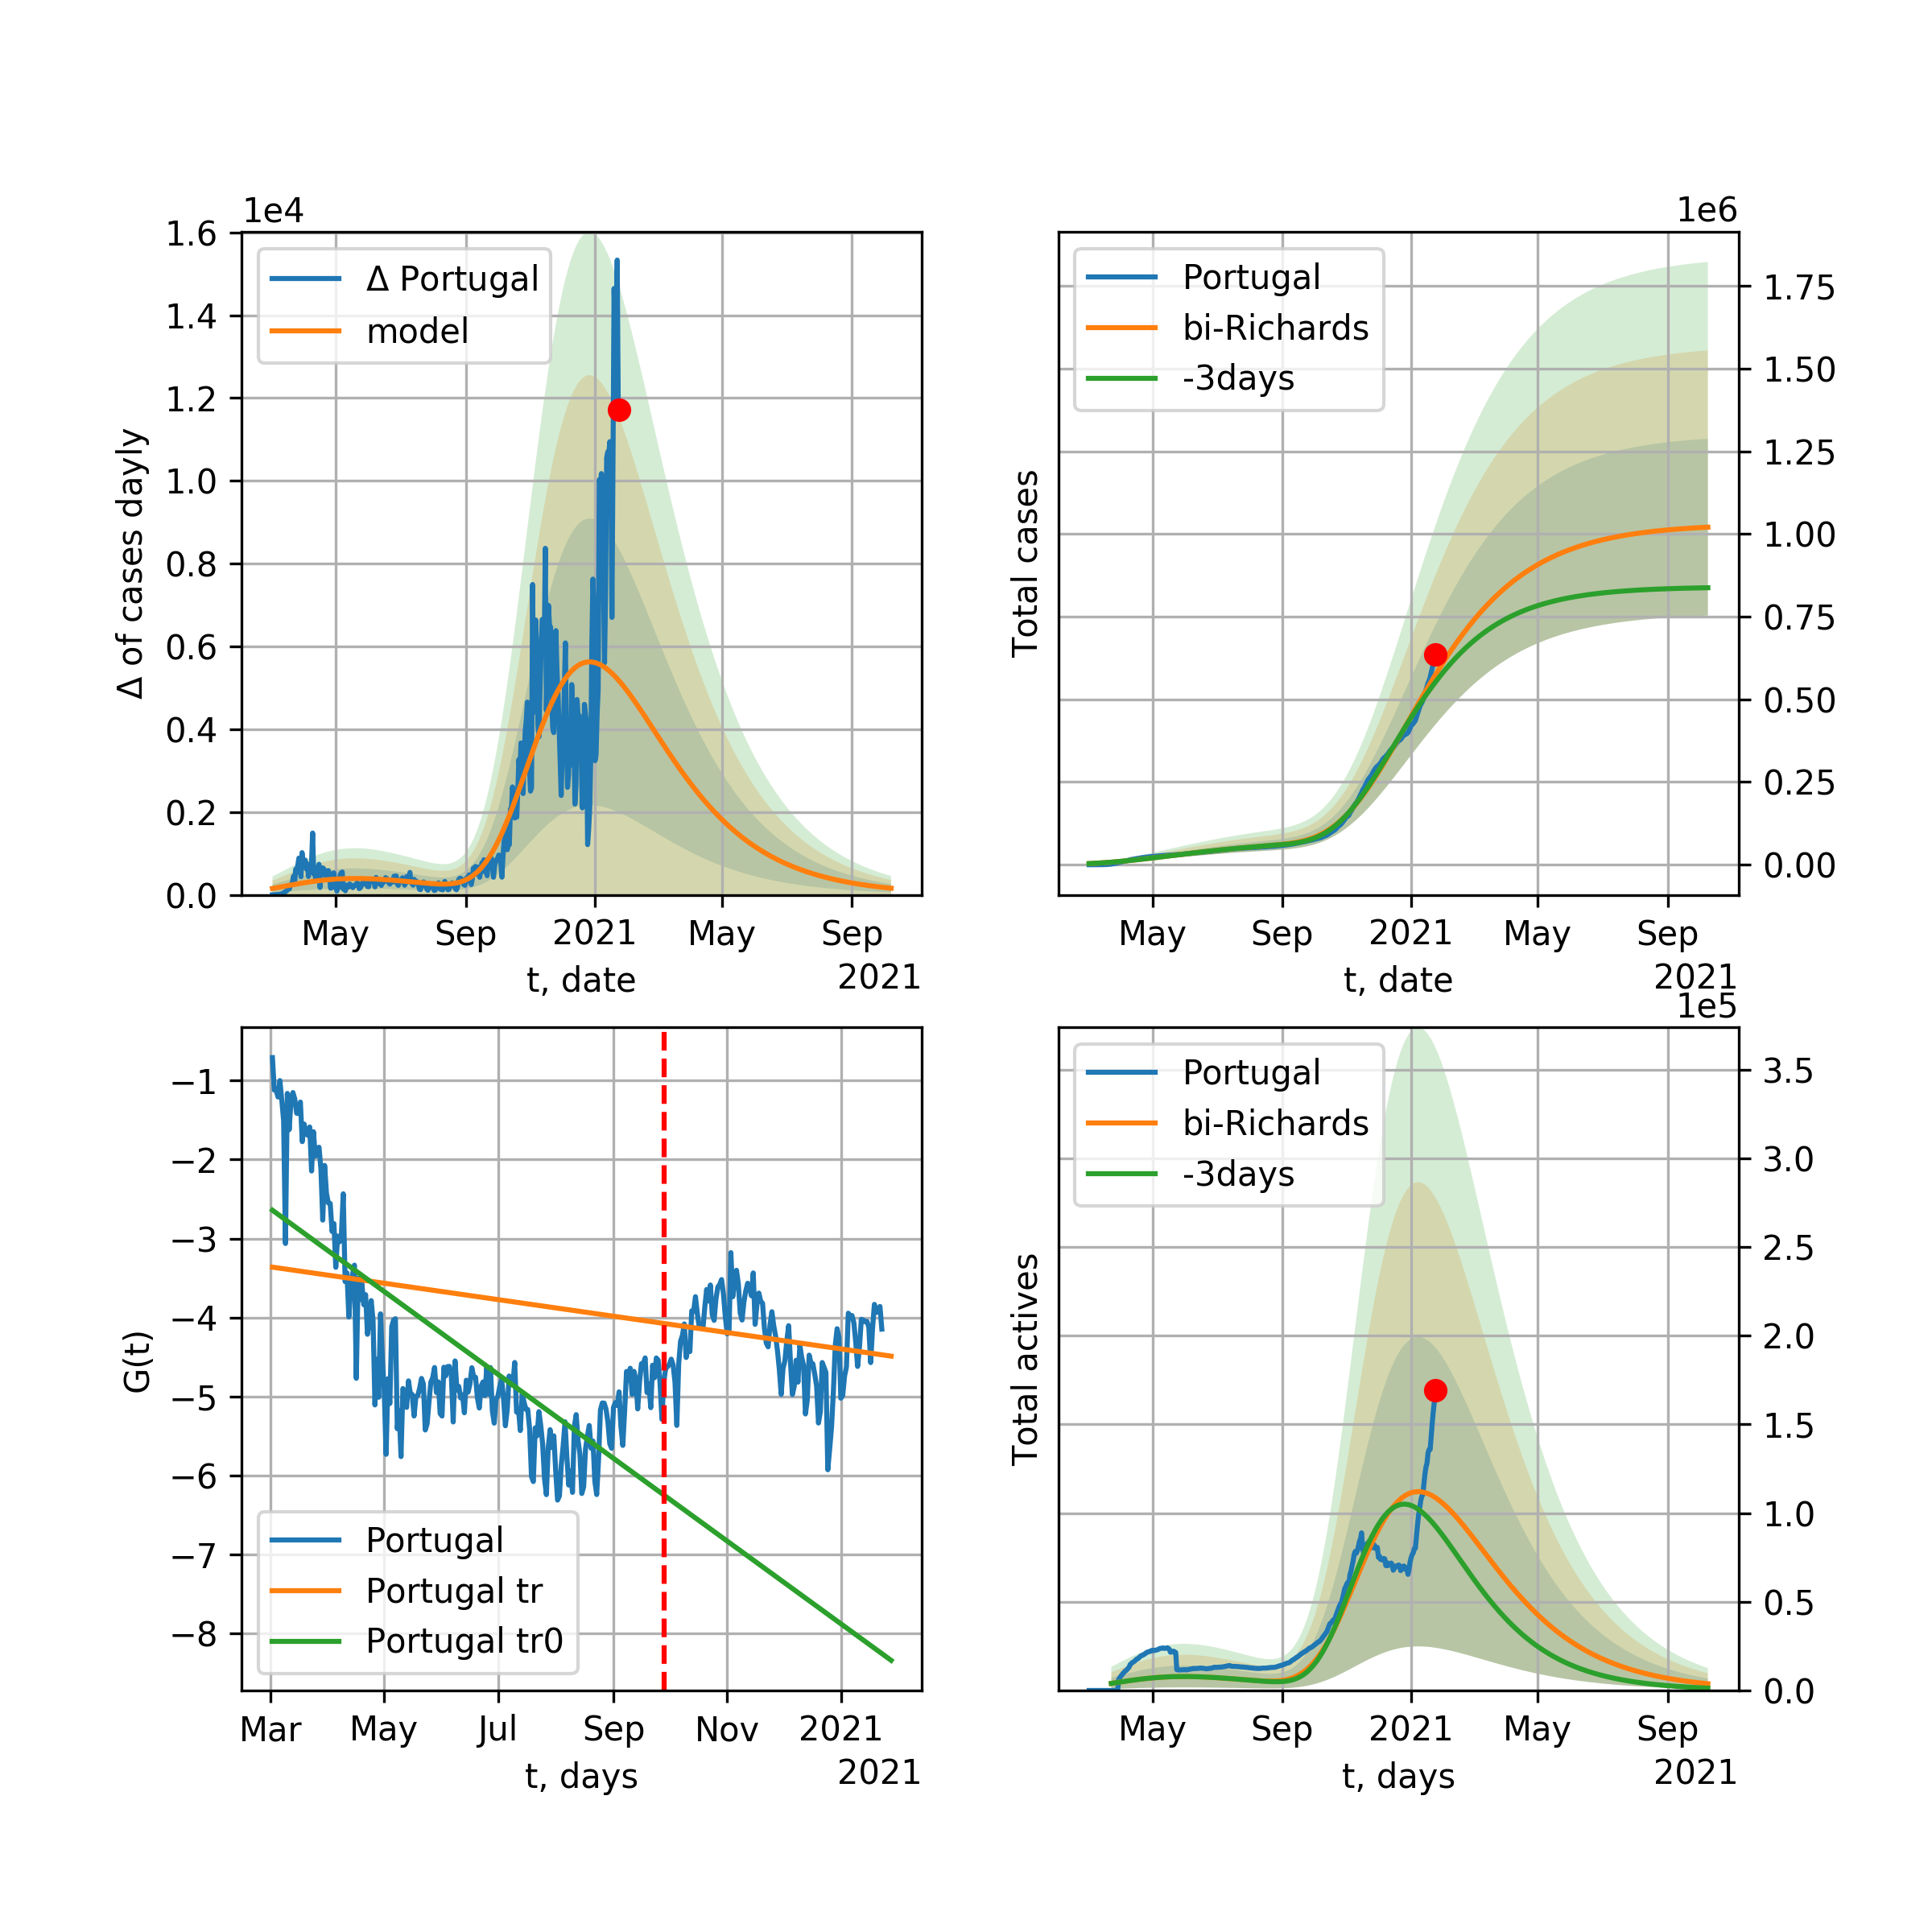 1e4
1.6
1.4
1.2
1.0
0.8
0.6
0.4
0.2
0.0
Δ of cases dayly
Δ Portugal
model
May
Sep
2021
May
Sep
t, date
2021
1e6
Portugal
bi-Richards
-3days
Total cases
1.75
1.50
1.25
1.00
0.75
0.50
0.25
0.00
May
Sep
2021
May
Sep
t, date
2021
−1
−2
−3
−4
−5
−6
−7
−8
G(t)
Portugal
Portugal tr
Portugal tr0
Mar
May
Jul
Sep
Nov
2021
t, days
2021
1e5
Portugal
bi-Richards
-3days
Total actives
3.5
3.0
2.5
2.0
1.5
1.0
0.5
0.0
May
Sep
2021
May
Sep
t, days
2021